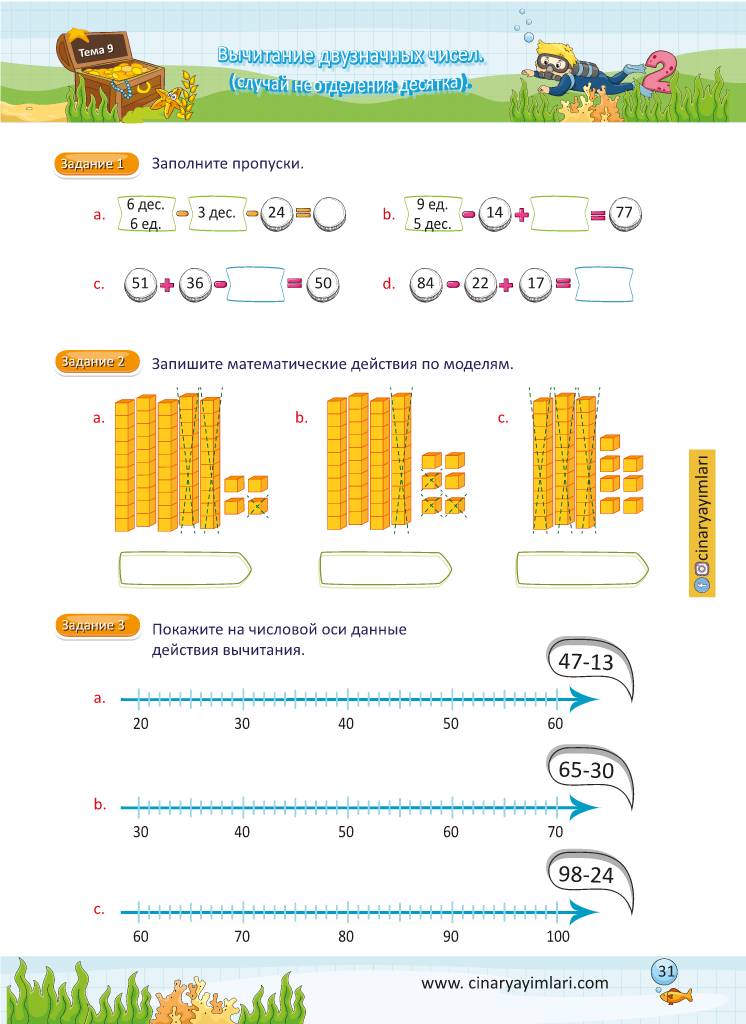 Тема 9
Вычитание двузначных чисел.
(случай не отделения десятка).
2
Задание 1 Заполните пропуски.
a. 6 дес. 6 ед. - 3 дес. - 24 =
b. 9 ед. 5 дес. - 14 + = 77
c. 51 + 36 - = 50
d. 84 - 22 + 17 =
Задание 2 Запишите математические действия по моделям.
a. b. c.
cinaryayimları
Задание 3 Покажите на числовой оси данные
действия вычитания.
47-13
a.
20 30 40 50 60
65-30
b.
30 40 50 60 70
98-24
c.
60 70 80 90 100
www. cinaryayimlari.com
31